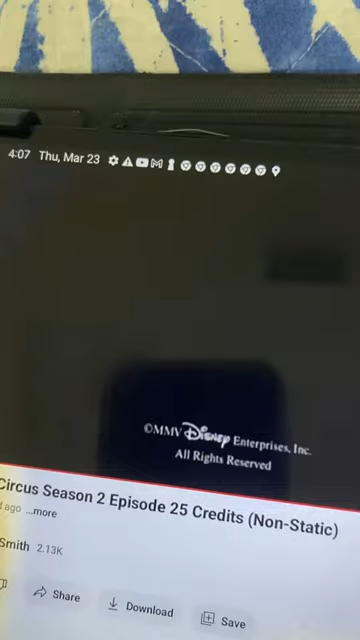 4:07 Thu, Mar 23
©MMV Disney Enterprises, Inc.
All Rights Reserved
Circus Season 2 Episode 25 Credits (Non-Static)
ago ...more
Smith 2.13K
Share Download Save